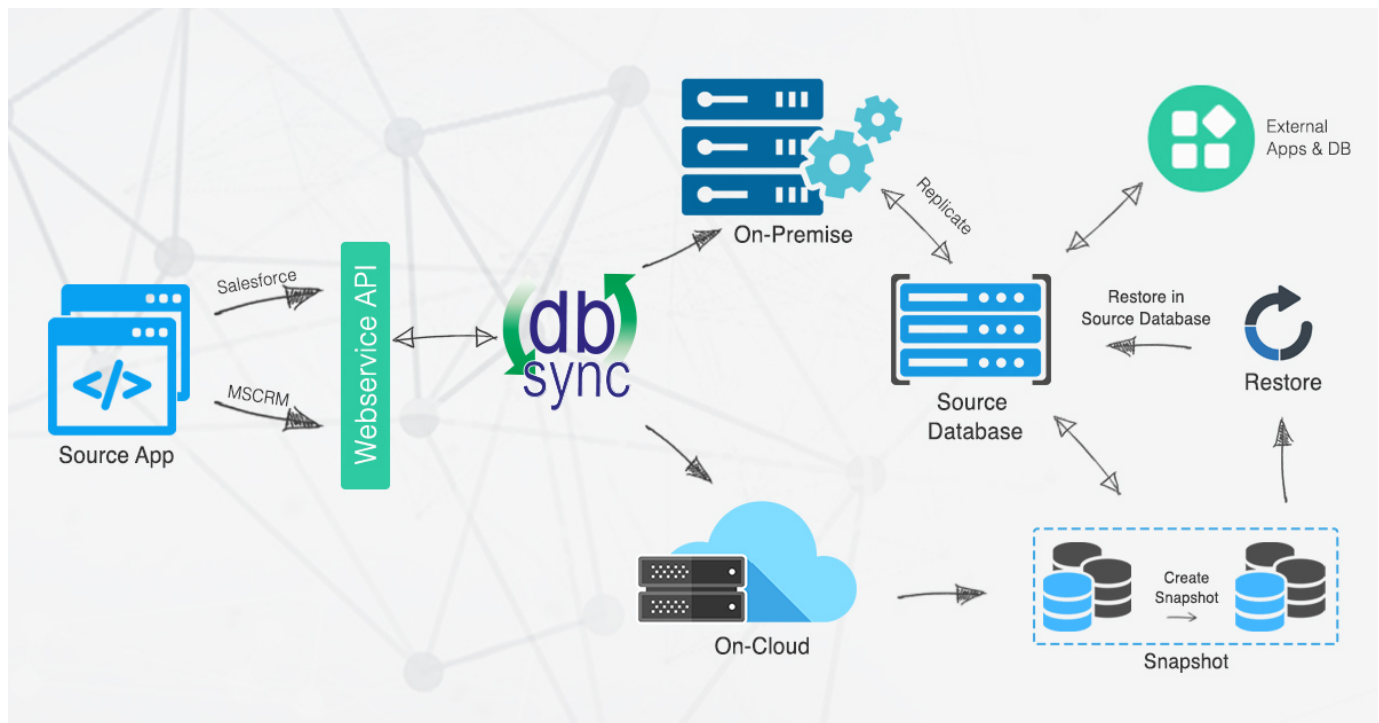 Source App
Salesforce
MSCRM
Webservice API
db
sync
On-Premise
Replicate
External
Apps & DB
Source
Database
Restore in
Source Database
Restore
On-Cloud
Create
Snapshot
Snapshot